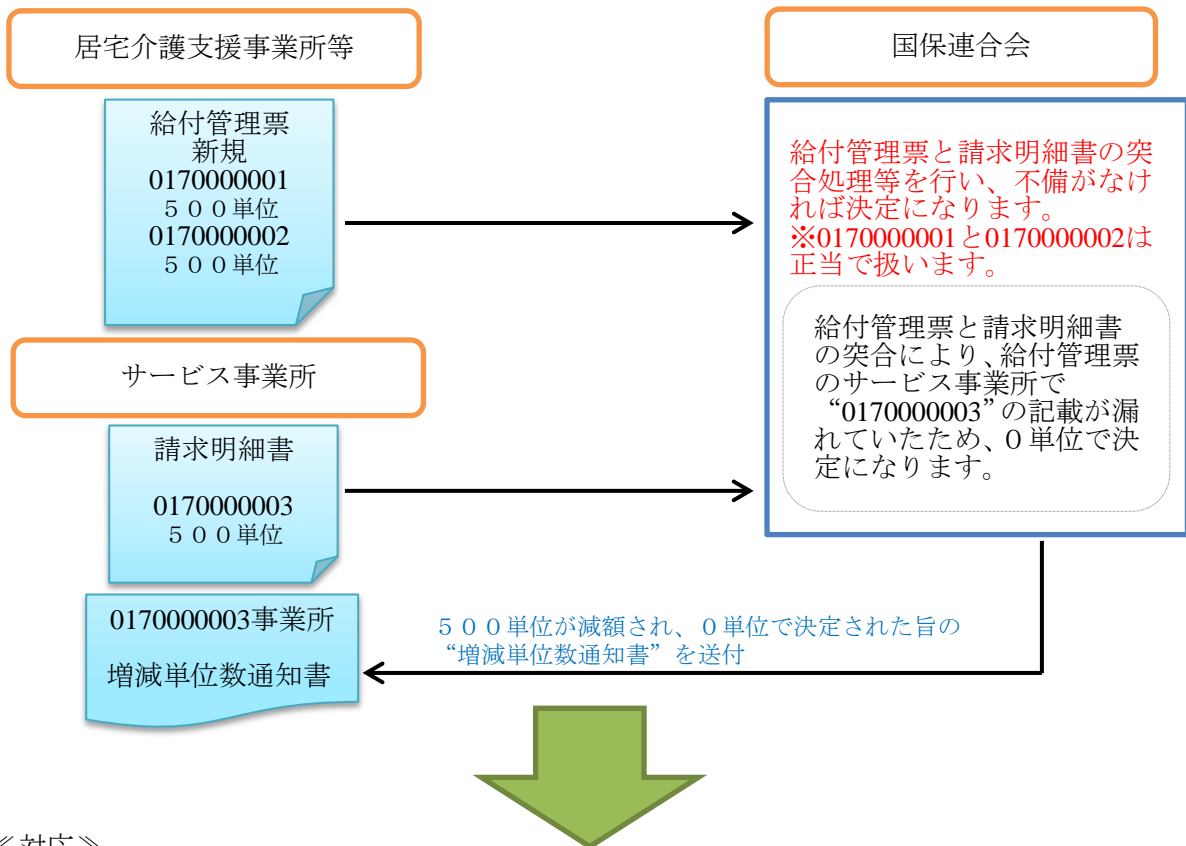 居宅介護支援事業所等
国保連合会
給付管理票
新規
0170000001
５００単位
0170000002
５００単位
給付管理票と請求明細書の突
合処理等を行い、不備がなけ
れば決定になります。
※0170000001と0170000002は
正当で扱います。
給付管理票と請求明細書
の突合により、給付管理票
のサービス事業所で
“0170000003”の記載が漏
れていたため、０単位で決
定になります。
サービス事業所
請求明細書
0170000003
５００単位
0170000003事業所
増減単位数通知書
５００単位が減額され、０単位で決定された旨の
“増減単位数通知書”を送付
≪対応≫